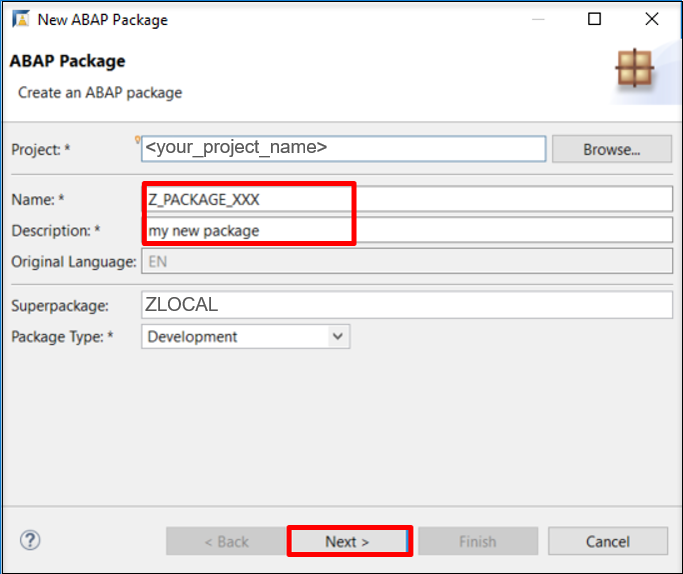 New ABAP Package
ABAP Package
Create an ABAP package
Project: * <your_project_name> Browse...
Name: * Z_PACKAGE_XXX
Description: * my new package
Original Language: EN
Superpackage: ZLOCAL
Package Type: * Development
? < Back Next > Finish Cancel